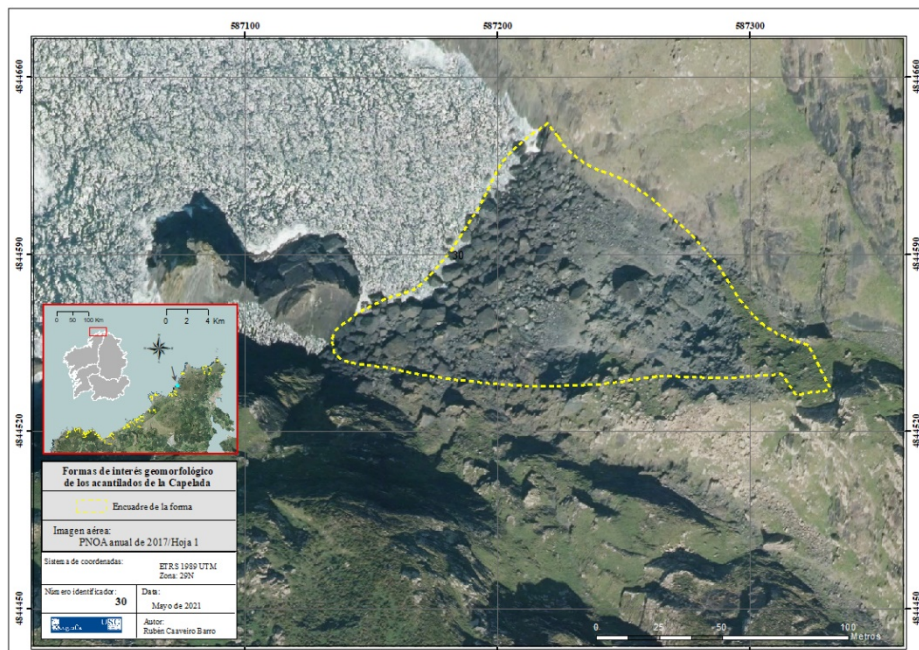 587100 587200 587300
4844660 4844660
4844590 4844590
4844520 4844520
4844450 4844450
30
0 50 100 Km
0 2 4
Km
Formas de interés geomorfológico
de los acantilados de la Capelada
Encuadre de la forma
Imagen aérea:
PNOA anual de 2017/Hoja 1
Sistema de coordenadas:
ETRS 1989 UTM
Zona: 29N
Número identificador:
30
Data:
Mayo de 2021
Autor:
Rubén Caaveiro Barro
USC
0 25 50 100
Metros